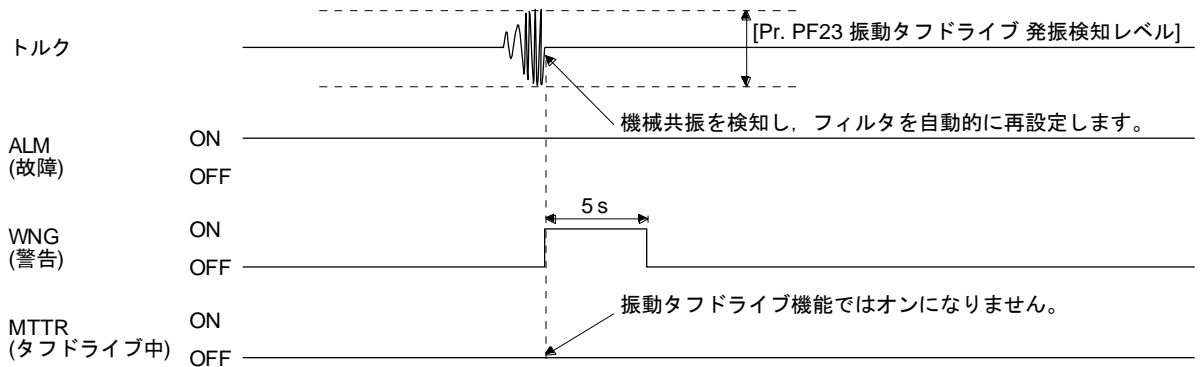 トルク
[Pr. PF23 振動タフドライブ 発振検知レベル]
機械共振を検知し，フィルタを自動的に再設定します。
ALM
(故障)
ON
OFF
5 s
WNG
(警告)
ON
OFF
振動タフドライブ機能ではオンになりません。
MTTR
(タフドライブ中)
ON
OFF